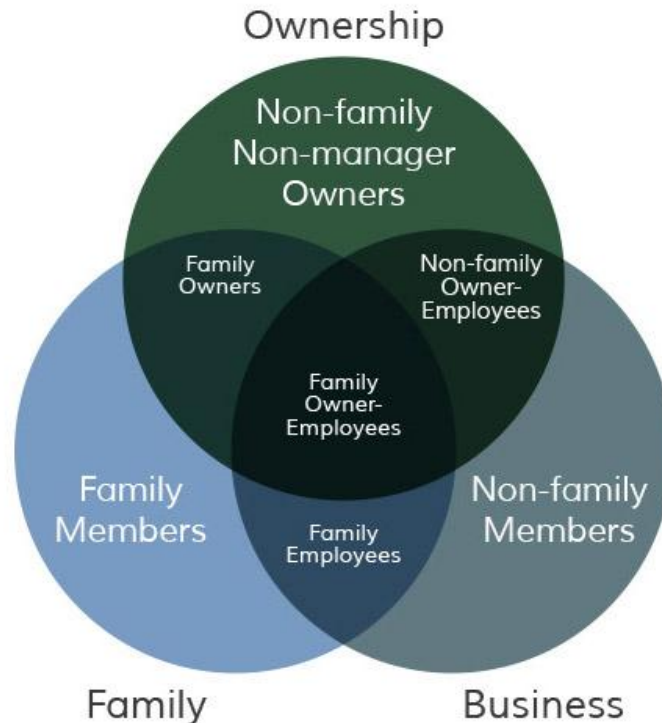 Ownership
Non-family
Non-manager
Owners
Family
Owners
Non-family
Owner-
Employees
Family
Owner-
Employees
Family
Members
Non-family
Members
Family
Employees
Family
Business